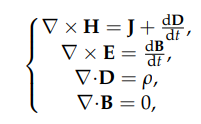 ∇ × H = J + dD/dt,
∇ × E = dB/dt,
∇·D = ρ,
∇·B = 0,